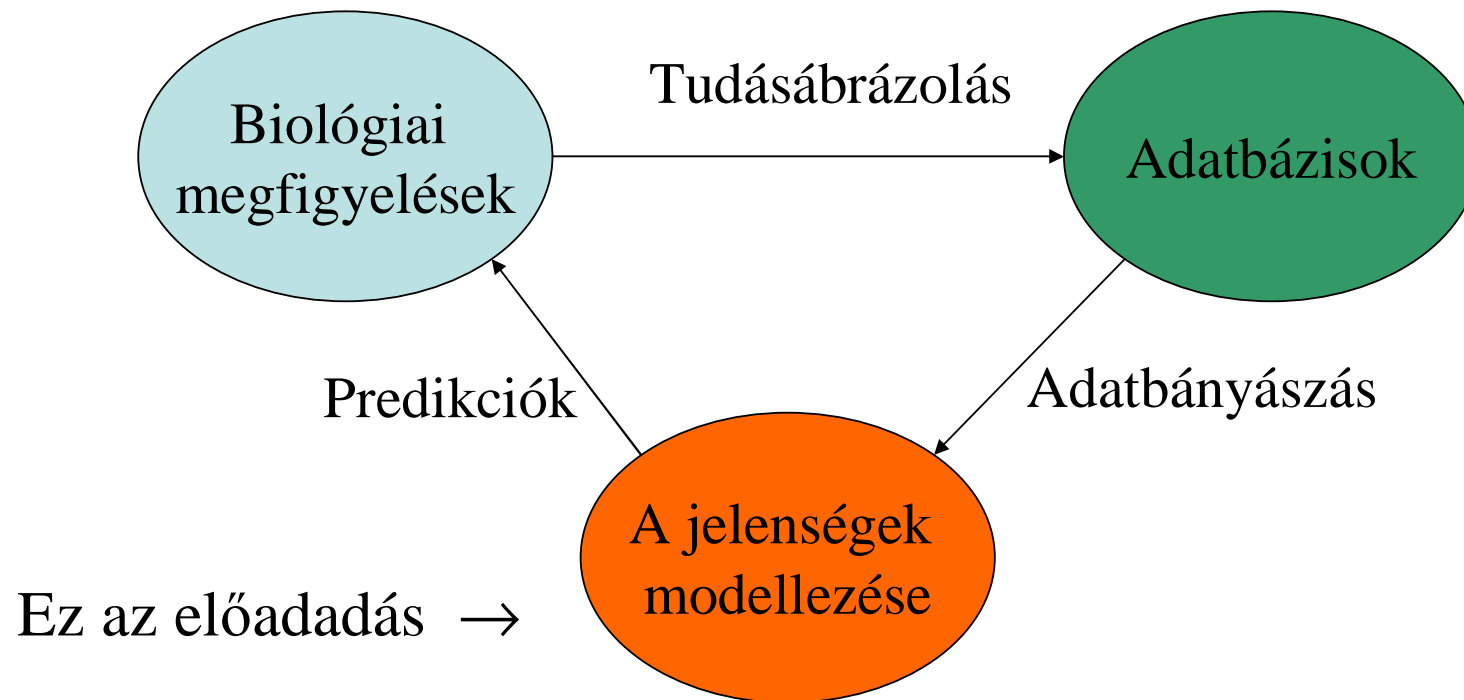 Tudásábrázolás
Biológiai
megfigyelések
Adatbázisok
Predikciók
Adatbányászás
A jelenségek
modellezése
Ez az előadadás →